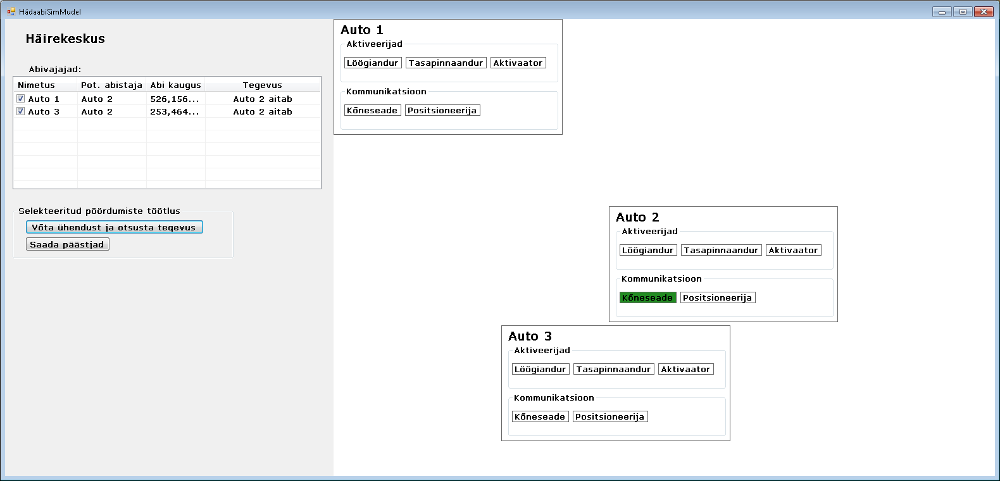 HädaabiSimMudel
Häirekeskus
Abivajajad:
Nimetus Pot. abistaja Abi kaugus Tegevus
Auto 1 Auto 2 526,156... Auto 2 aitab
Auto 3 Auto 2 253,464... Auto 2 aitab
Selekteeritud pöördumiste töötlus
Võta ühendust ja otsusta tegevus
Saada päästjad
Auto 1
Aktiveerijad
Löögiandur Tasapinnaandur Aktivaator
Kommunikatsioon
Kõneseade Positsioneerija
Auto 2
Aktiveerijad
Löögiandur Tasapinnaandur Aktivaator
Kommunikatsioon
Kõneseade Positsioneerija
Auto 3
Aktiveerijad
Löögiandur Tasapinnaandur Aktivaator
Kommunikatsioon
Kõneseade Positsioneerija